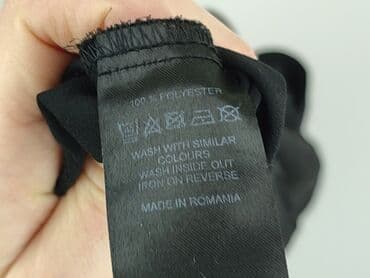 100 % POLYESTER
WASH WITH SIMILAR
COLOURS
WASH INSIDE OUT
IRON ON REVERSE
MADE IN ROMANIA